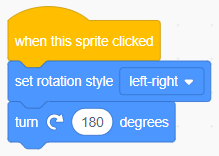 when this sprite clicked
set rotation style left-right
turn 180 degrees